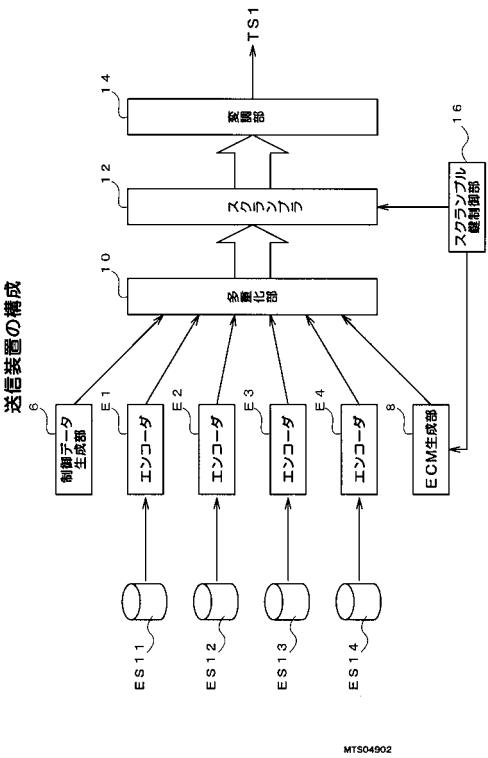 送信装置の構成
6
制御データ
生成部
E1
エンコーダ
E2
エンコーダ
E3
エンコーダ
E4
エンコーダ
8
ECM生成部
ES11
ES12
ES13
ES14
10
多重化部
12
スクランブラ
14
変調部
TS1
16
スクランブル
鍵制御部
MTS04902